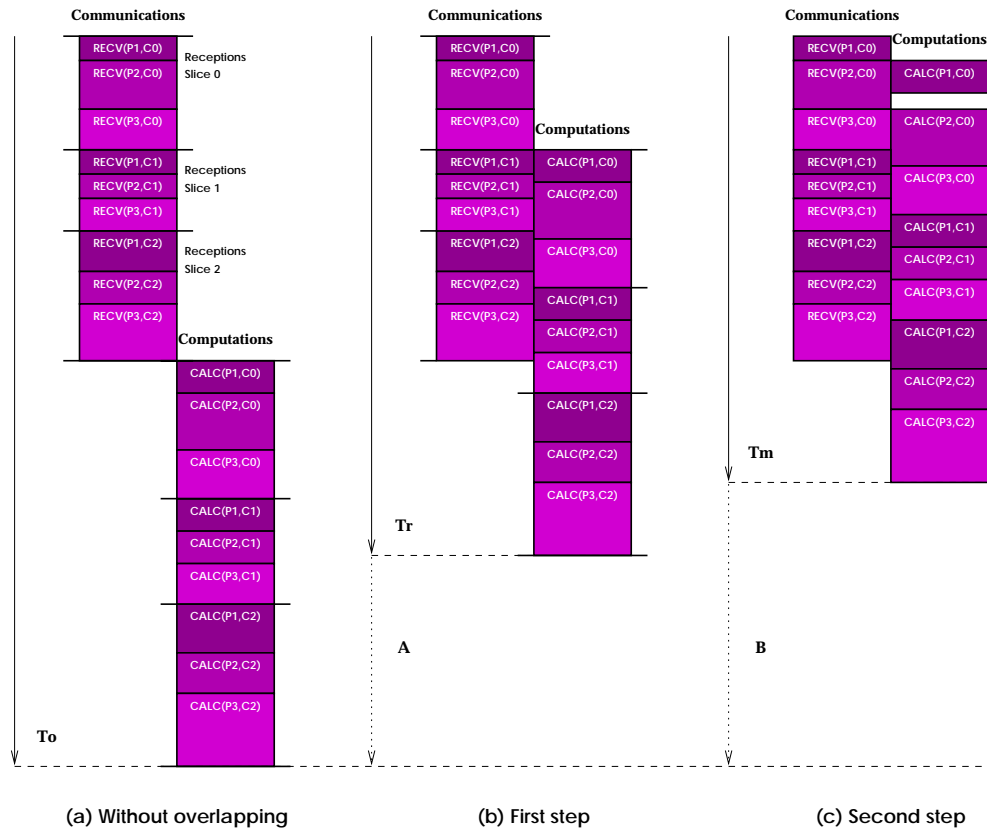 Communications
RECV(P1,C0)
RECV(P2,C0)
RECV(P3,C0)
RECV(P1,C1)
RECV(P2,C1)
RECV(P3,C1)
RECV(P1,C2)
RECV(P2,C2)
RECV(P3,C2)
Receptions
Slice 0
Receptions
Slice 1
Receptions
Slice 2
Computations
CALC(P1,C0)
CALC(P2,C0)
CALC(P3,C0)
CALC(P1,C1)
CALC(P2,C1)
CALC(P3,C1)
CALC(P1,C2)
CALC(P2,C2)
CALC(P3,C2)
To
(a) Without overlapping
Communications
RECV(P1,C0)
RECV(P2,C0)
RECV(P3,C0)
RECV(P1,C1)
RECV(P2,C1)
RECV(P3,C1)
RECV(P1,C2)
RECV(P2,C2)
RECV(P3,C2)
Computations
CALC(P1,C0)
CALC(P2,C0)
CALC(P3,C0)
CALC(P1,C1)
CALC(P2,C1)
CALC(P3,C1)
CALC(P1,C2)
CALC(P2,C2)
CALC(P3,C2)
Tr
A
(b) First step
Communications
RECV(P1,C0)
RECV(P2,C0)
RECV(P3,C0)
RECV(P1,C1)
RECV(P2,C1)
RECV(P3,C1)
RECV(P1,C2)
RECV(P2,C2)
RECV(P3,C2)
Computations
CALC(P1,C0)
CALC(P2,C0)
CALC(P3,C0)
CALC(P1,C1)
CALC(P2,C1)
CALC(P3,C1)
CALC(P1,C2)
CALC(P2,C2)
CALC(P3,C2)
Tm
B
(c) Second step